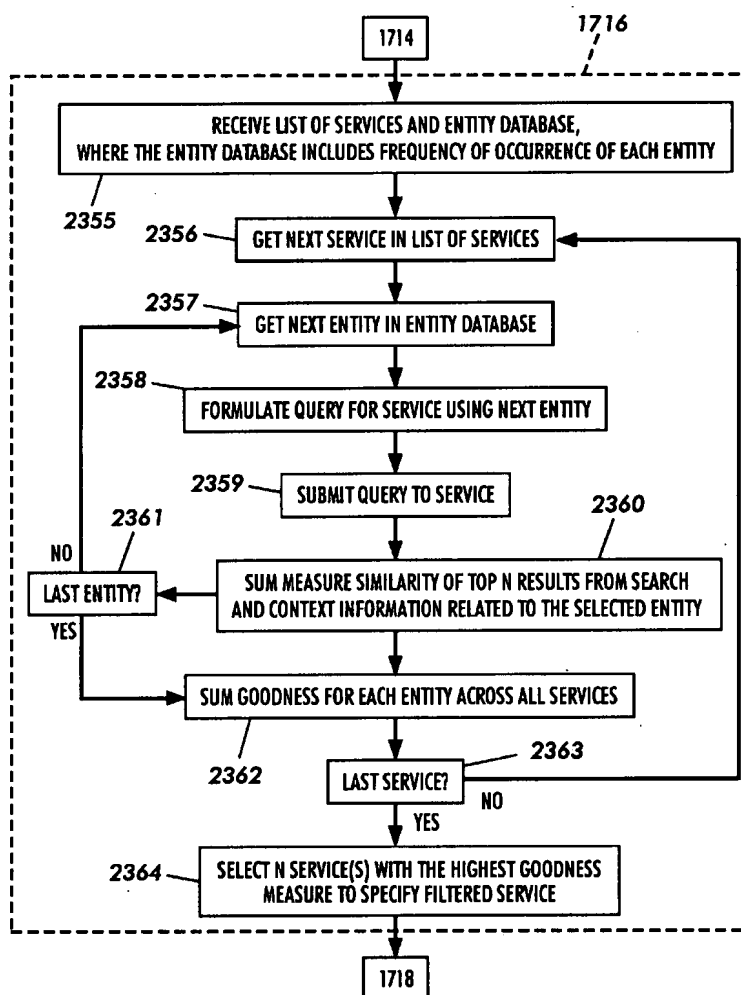 1714
1716
RECEIVE LIST OF SERVICES AND ENTITY DATABASE,
WHERE THE ENTITY DATABASE INCLUDES FREQUENCY OF OCCURRENCE OF EACH ENTITY
2355
2356
GET NEXT SERVICE IN LIST OF SERVICES
2357
GET NEXT ENTITY IN ENTITY DATABASE
2358
FORMULATE QUERY FOR SERVICE USING NEXT ENTITY
2359
SUBMIT QUERY TO SERVICE
2360
2361
NO
LAST ENTITY?
YES
SUM MEASURE SIMILARITY OF TOP N RESULTS FROM SEARCH
AND CONTEXT INFORMATION RELATED TO THE SELECTED ENTITY
SUM GOODNESS FOR EACH ENTITY ACROSS ALL SERVICES
2362
2363
LAST SERVICE?
NO
YES
2364
SELECT N SERVICE(S) WITH THE HIGHEST GOODNESS
MEASURE TO SPECIFY FILTERED SERVICE
1718